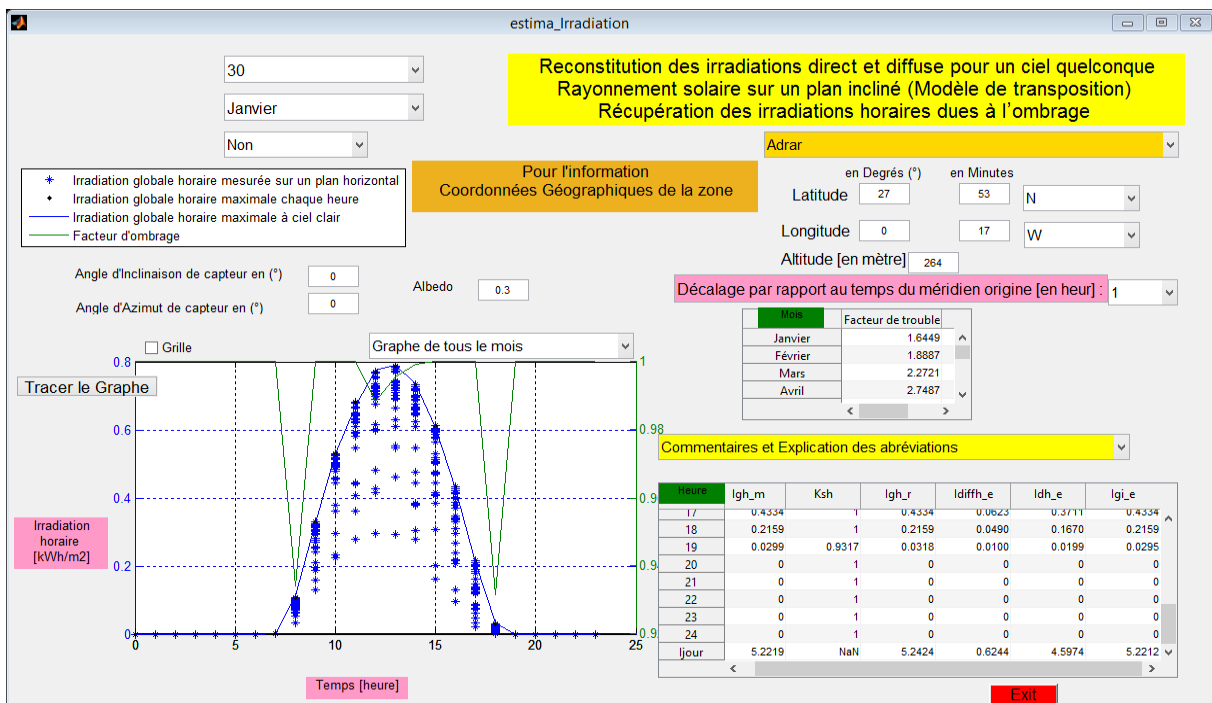 estima_Irradiation
30
Janvier
Non
Reconstitution des irradiations direct et diffuse pour un ciel quelconque
Rayonnement solaire sur un plan incliné (Modèle de transposition)
Récupération des irradiations horaires dues à l'ombrage
Adrar
Pour l'information
Coordonnées Géographiques de la zone
en Degrés (°) en Minutes
Latitude 27 53 N
Longitude 0 17 W
Altitude [en mètre] 264
Irradiation globale horaire mesurée sur un plan horizontal
Irradiation globale horaire maximale chaque heure
Irradiation globale horaire maximale à ciel clair
Facteur d'ombrage
Angle d'Inclinaison de capteur en (°) 0
Angle d'Azimut de capteur en (°) 0
Albedo 0.3
Décalage par rapport au temps du méridien origine [en heur] : 1
Mois Facteur de trouble
Janvier 1.6449
Février 1.8887
Mars 2.2721
Avril 2.7487
Grille
Graphe de tous le mois
Tracer le Graphe
0.8 1
0.6 0.98
0.4
0.2
0
0 5 10 15 20 25
Irradiation
horaire
[kWh/m2]
Temps [heure]
Commentaires et Explication des abréviations
Heure Igh_m Ksh Igh_r Idiffh_e Idh_e Igi_e
17 0.4334 1 0.4334 0.0623 0.3711 0.4334
18 0.2159 1 0.2159 0.0490 0.1670 0.2159
19 0.0299 0.9317 0.0318 0.0100 0.0199 0.0295
20 0 1 0 0 0 0
21 0 1 0 0 0 0
22 0 1 0 0 0 0
23 0 1 0 0 0 0
24 0 1 0 0 0 0
Ijour 5.2219 NaN 5.2424 0.6244 4.5974 5.2212
Exit